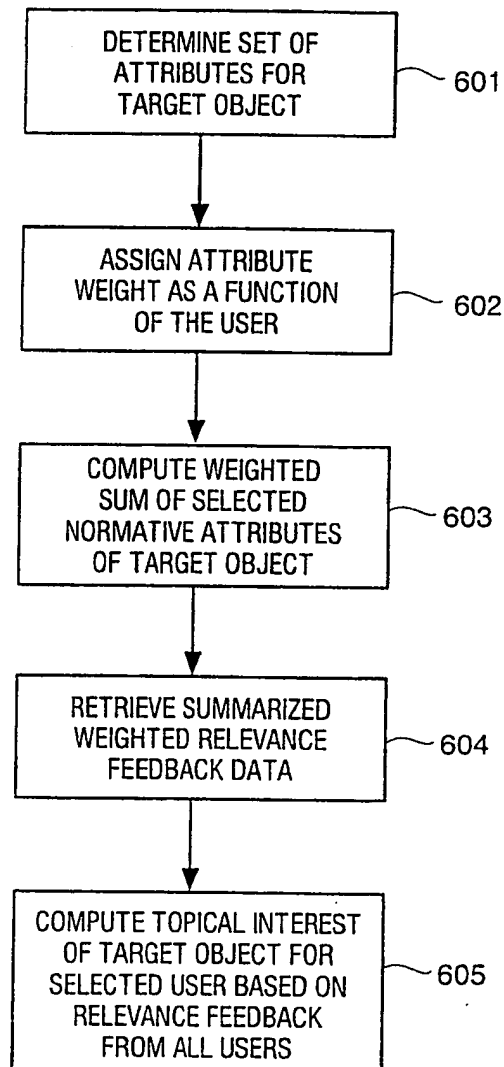 DETERMINE SET OF
ATTRIBUTES FOR
TARGET OBJECT
601
ASSIGN ATTRIBUTE
WEIGHT AS A FUNCTION
OF THE USER
602
COMPUTE WEIGHTED
SUM OF SELECTED
NORMATIVE ATTRIBUTES
OF TARGET OBJECT
603
RETRIEVE SUMMARIZED
WEIGHTED RELEVANCE
FEEDBACK DATA
604
COMPUTE TOPICAL INTEREST
OF TARGET OBJECT FOR
SELECTED USER BASED ON
RELEVANCE FEEDBACK
FROM ALL USERS
605